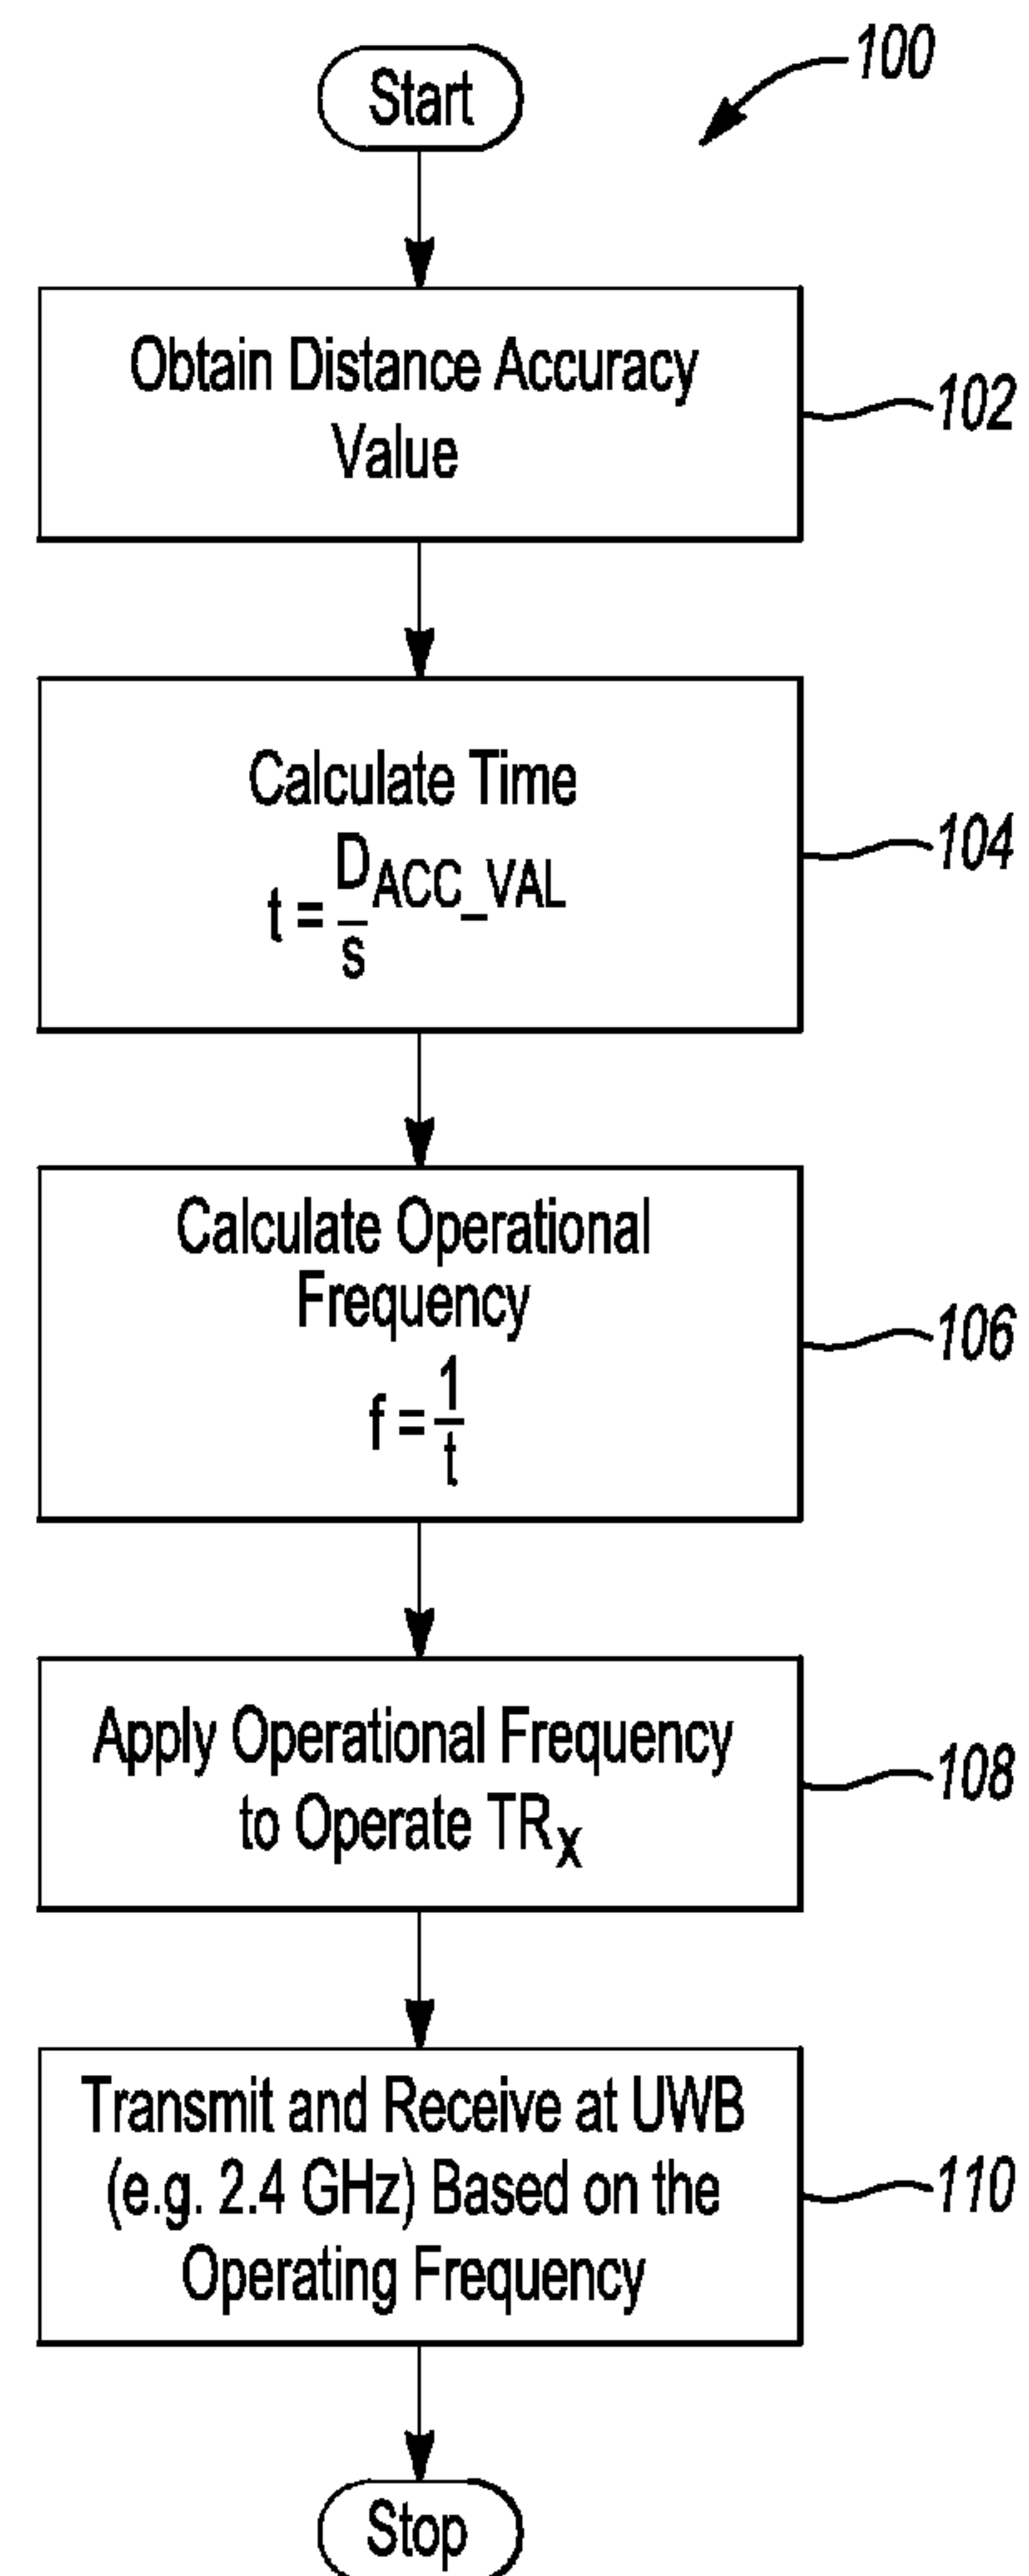 100
Start
Obtain Distance Accuracy
Value
102
Calculate Time
t = D_ACC_VAL / s
104
Calculate Operational
Frequency
f = 1 / t
106
Apply Operational Frequency
to Operate TRX
108
Transmit and Receive at UWB
(e.g. 2.4 GHz) Based on the
Operating Frequency
110
Stop